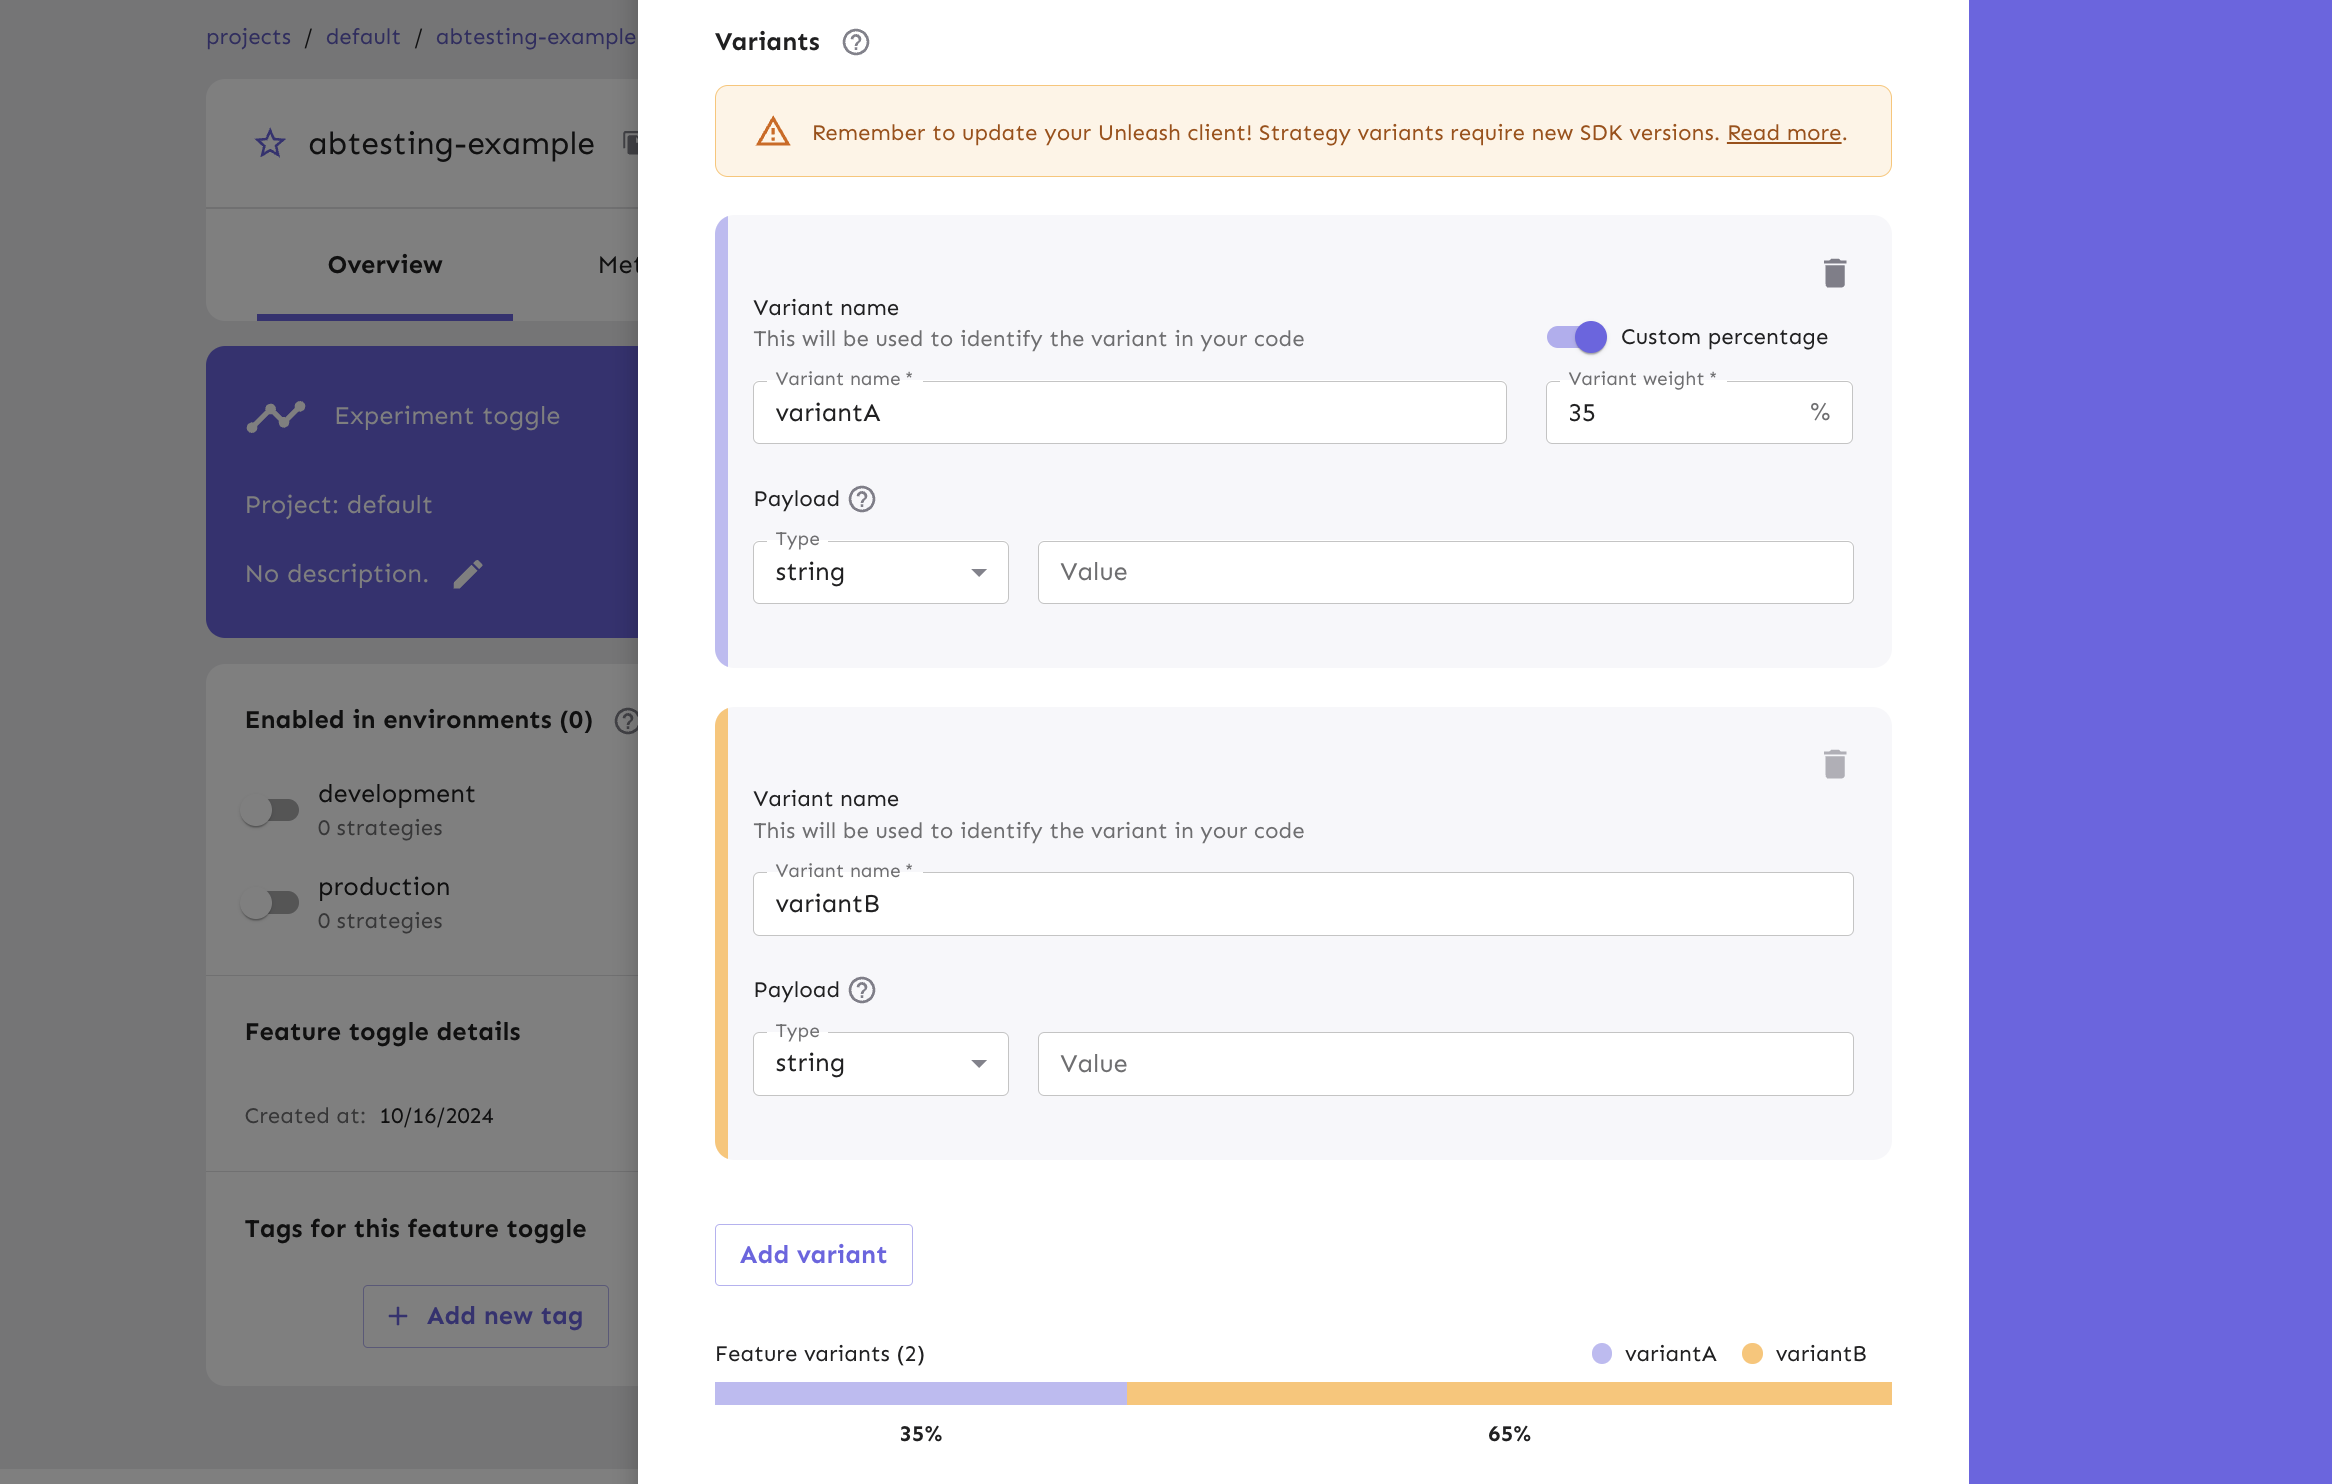 projects / default / abtesting-example
abtesting-example
Overview
Experiment toggle
Project: default
No description.
Enabled in environments (0)
development
0 strategies
production
0 strategies
Feature toggle details
Created at: 10/16/2024
Tags for this feature toggle
+ Add new tag
Variants
Remember to update your Unleash client! Strategy variants require new SDK versions. Read more.
Variant name
This will be used to identify the variant in your code
Custom percentage
Variant name *
variantA
Variant weight *
35 %
Payload
Type
string
Value
Variant name
This will be used to identify the variant in your code
Variant name *
variantB
Payload
Type
string
Value
Add variant
Feature variants (2)
variantA
variantB
35%
65%